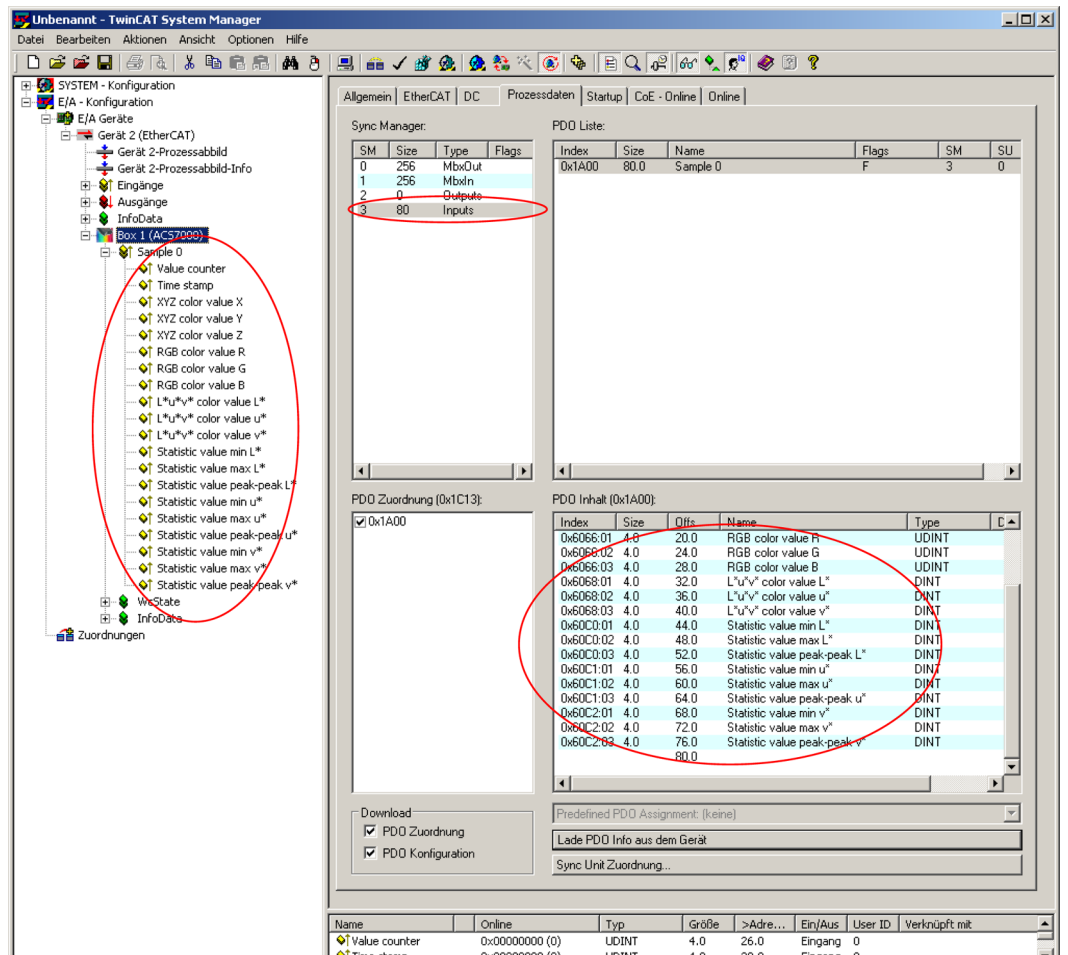 Unbenannt - TwinCAT System Manager
Datei Bearbeiten Aktionen Ansicht Optionen Hilfe
SYSTEM - Konfiguration
E/A - Konfiguration
E/A Geräte
Gerät 2 (EtherCAT)
Gerät 2-Prozessabbild
Gerät 2-Prozessabbild-Info
Eingänge
Ausgänge
InfoData
Box 1 (ACS7000)
Sample 0
Value counter
Time stamp
XYZ color value X
XYZ color value Y
XYZ color value Z
RGB color value R
RGB color value G
RGB color value B
L*u*v* color value L*
L*u*v* color value u*
L*u*v* color value v*
Statistic value min L*
Statistic value max L*
Statistic value peak-peak L*
Statistic value min u*
Statistic value max u*
Statistic value peak-peak u*
Statistic value min v*
Statistic value max v*
Statistic value peak-peak v*
WcState
InfoData
Zuordnungen
Allgemein EtherCAT DC Prozessdaten Startup CoE - Online Online
Sync Manager:
SM Size Type Flags
0 256 MbxOut
1 256 MbxIn
2 0 Outputs
3 80 Inputs
PDO Liste:
Index Size Name Flags SM SU
0x1A00 80.0 Sample 0 F 3 0
PDO Zuordnung (0x1C13):
0x1A00
PDO Inhalt (0x1A00):
Index Size Offs Name Type
0x6066:01 4.0 20.0 RGB color value R UDINT
0x6066:02 4.0 24.0 RGB color value G UDINT
0x6066:03 4.0 28.0 RGB color value B UDINT
0x6068:01 4.0 32.0 L*u*v* color value L* DINT
0x6068:02 4.0 36.0 L*u*v* color value u* DINT
0x6068:03 4.0 40.0 L*u*v* color value v* DINT
0x60C0:01 4.0 44.0 Statistic value min L* DINT
0x60C0:02 4.0 48.0 Statistic value max L* DINT
0x60C0:03 4.0 52.0 Statistic value peak-peak L* DINT
0x60C1:01 4.0 56.0 Statistic value min u* DINT
0x60C1:02 4.0 60.0 Statistic value max u* DINT
0x60C1:03 4.0 64.0 Statistic value peak-peak u* DINT
0x60C2:01 4.0 68.0 Statistic value min v* DINT
0x60C2:02 4.0 72.0 Statistic value max v* DINT
0x60C2:03 4.0 76.0 Statistic value peak-peak v* DINT
80.0
Download
PDO Zuordnung
PDO Konfiguration
Predefined PDO Assignment: (keine)
Lade PDO Info aus dem Gerät
Sync Unit Zuordnung...
Name Online Typ Größe >Adre... Ein/Aus User ID Verknüpft mit
Value counter 0x00000000 (0) UDINT 4.0 26.0 Eingang 0